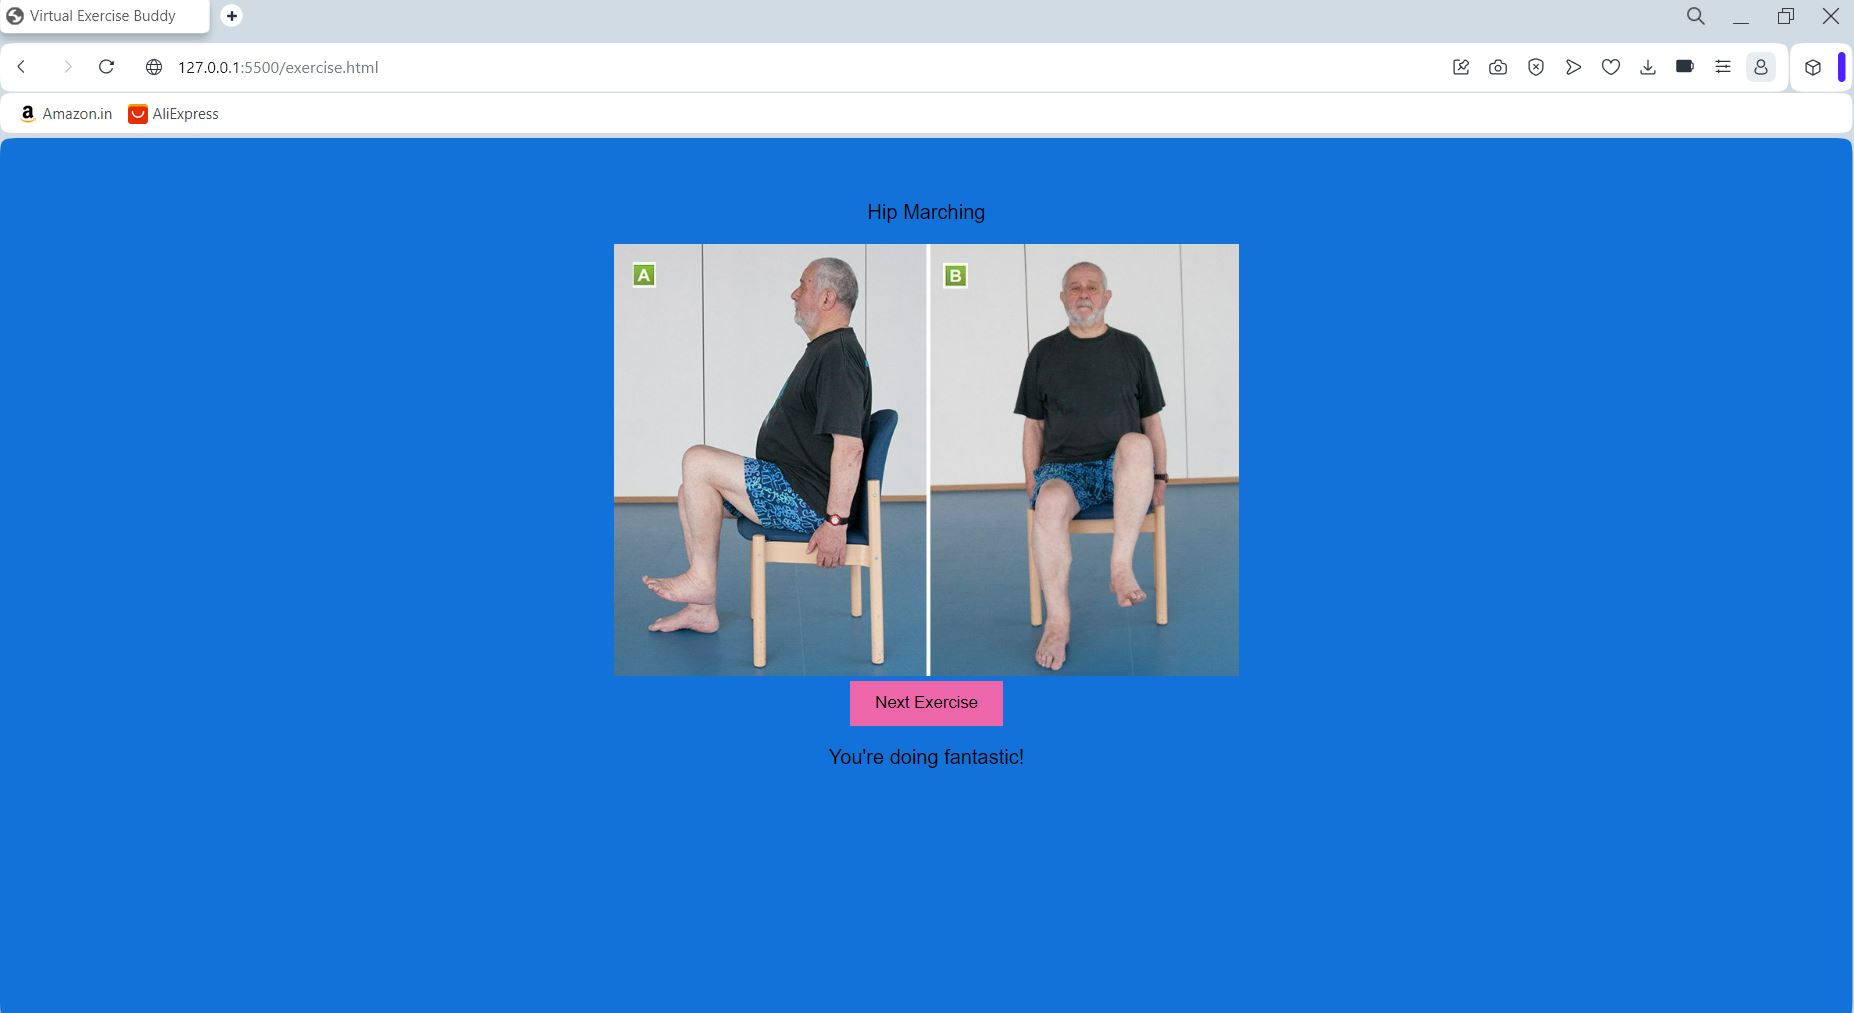 Virtual Exercise Buddy
127.0.0.1:5500/exercise.html
Amazon.in AliExpress
Hip Marching
A B
Next Exercise
You're doing fantastic!